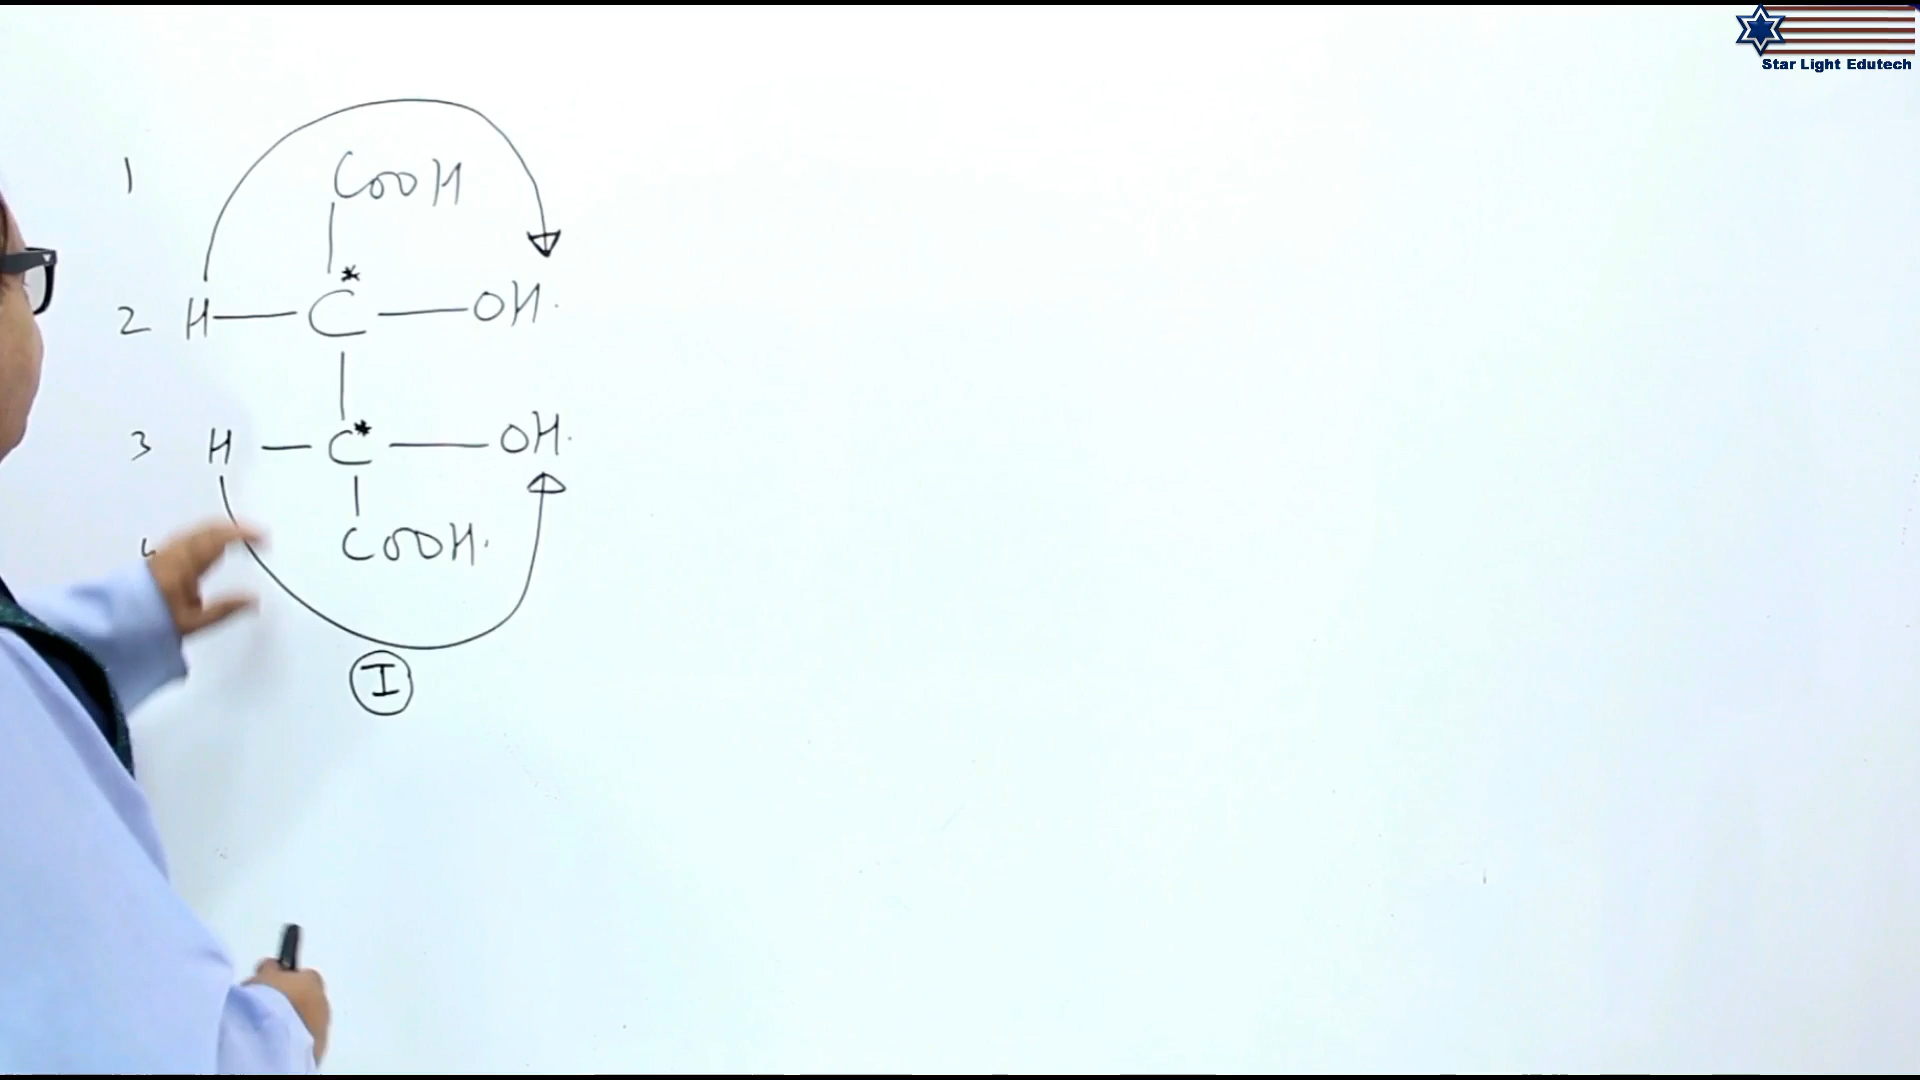 Star Light Edutech
1 COOH
2 H — C* — OH.
3 H — C* — OH.
4 COOH.
I